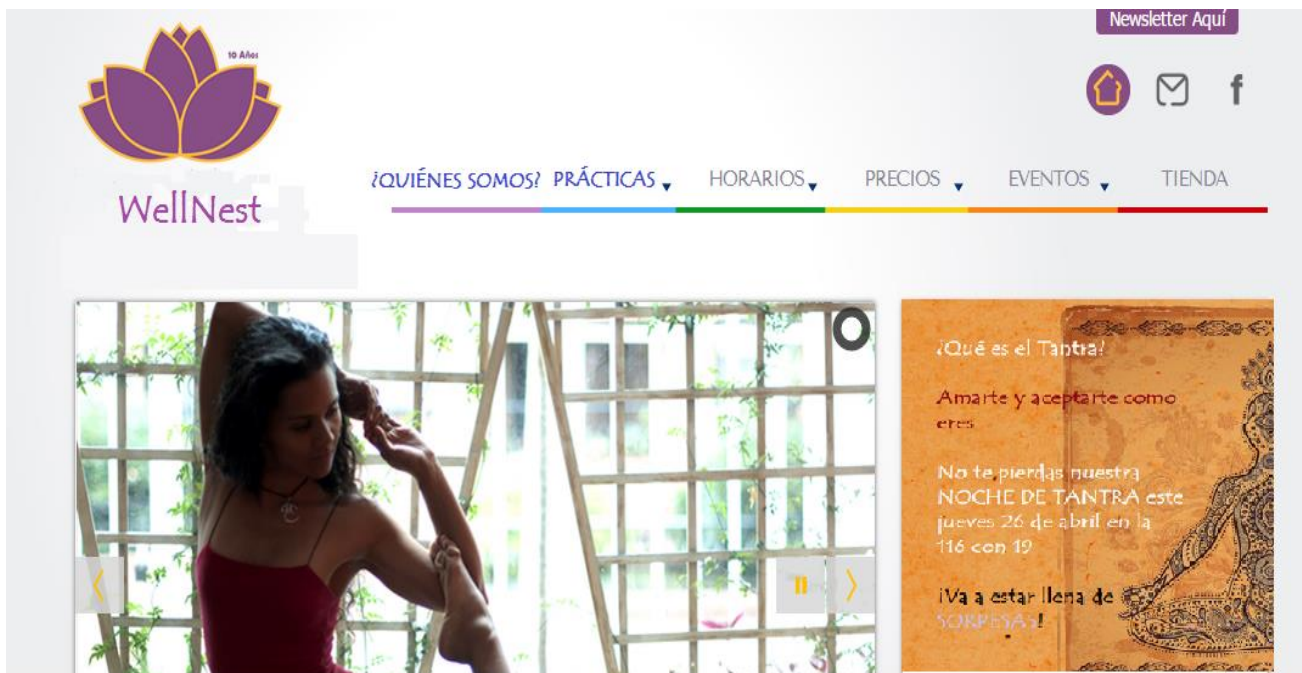 Newsletter Aquí
10 Años
WellNest
¿QUIÉNES SOMOS? PRÁCTICAS HORARIOS PRECIOS EVENTOS TIENDA
¿Qué es el Tantra?
Amarte y aceptarte como
eres
No te pierdas nuestra
NOCHE DE TANTRA este
jueves 26 de abril en la
116 con 19
¡Va a estar llena de
SORPRESAS!